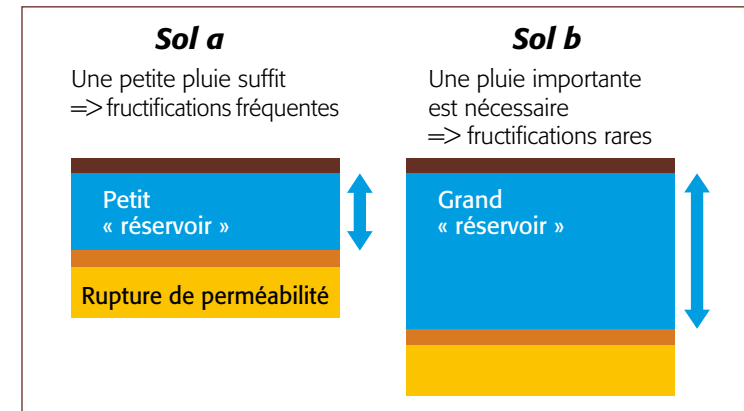 Sol a
Une petite pluie suffit
=> fructifications fréquentes
Petit
« réservoir »
Rupture de perméabilité
Sol b
Une pluie importante
est nécessaire
=> fructifications rares
Grand
« réservoir »